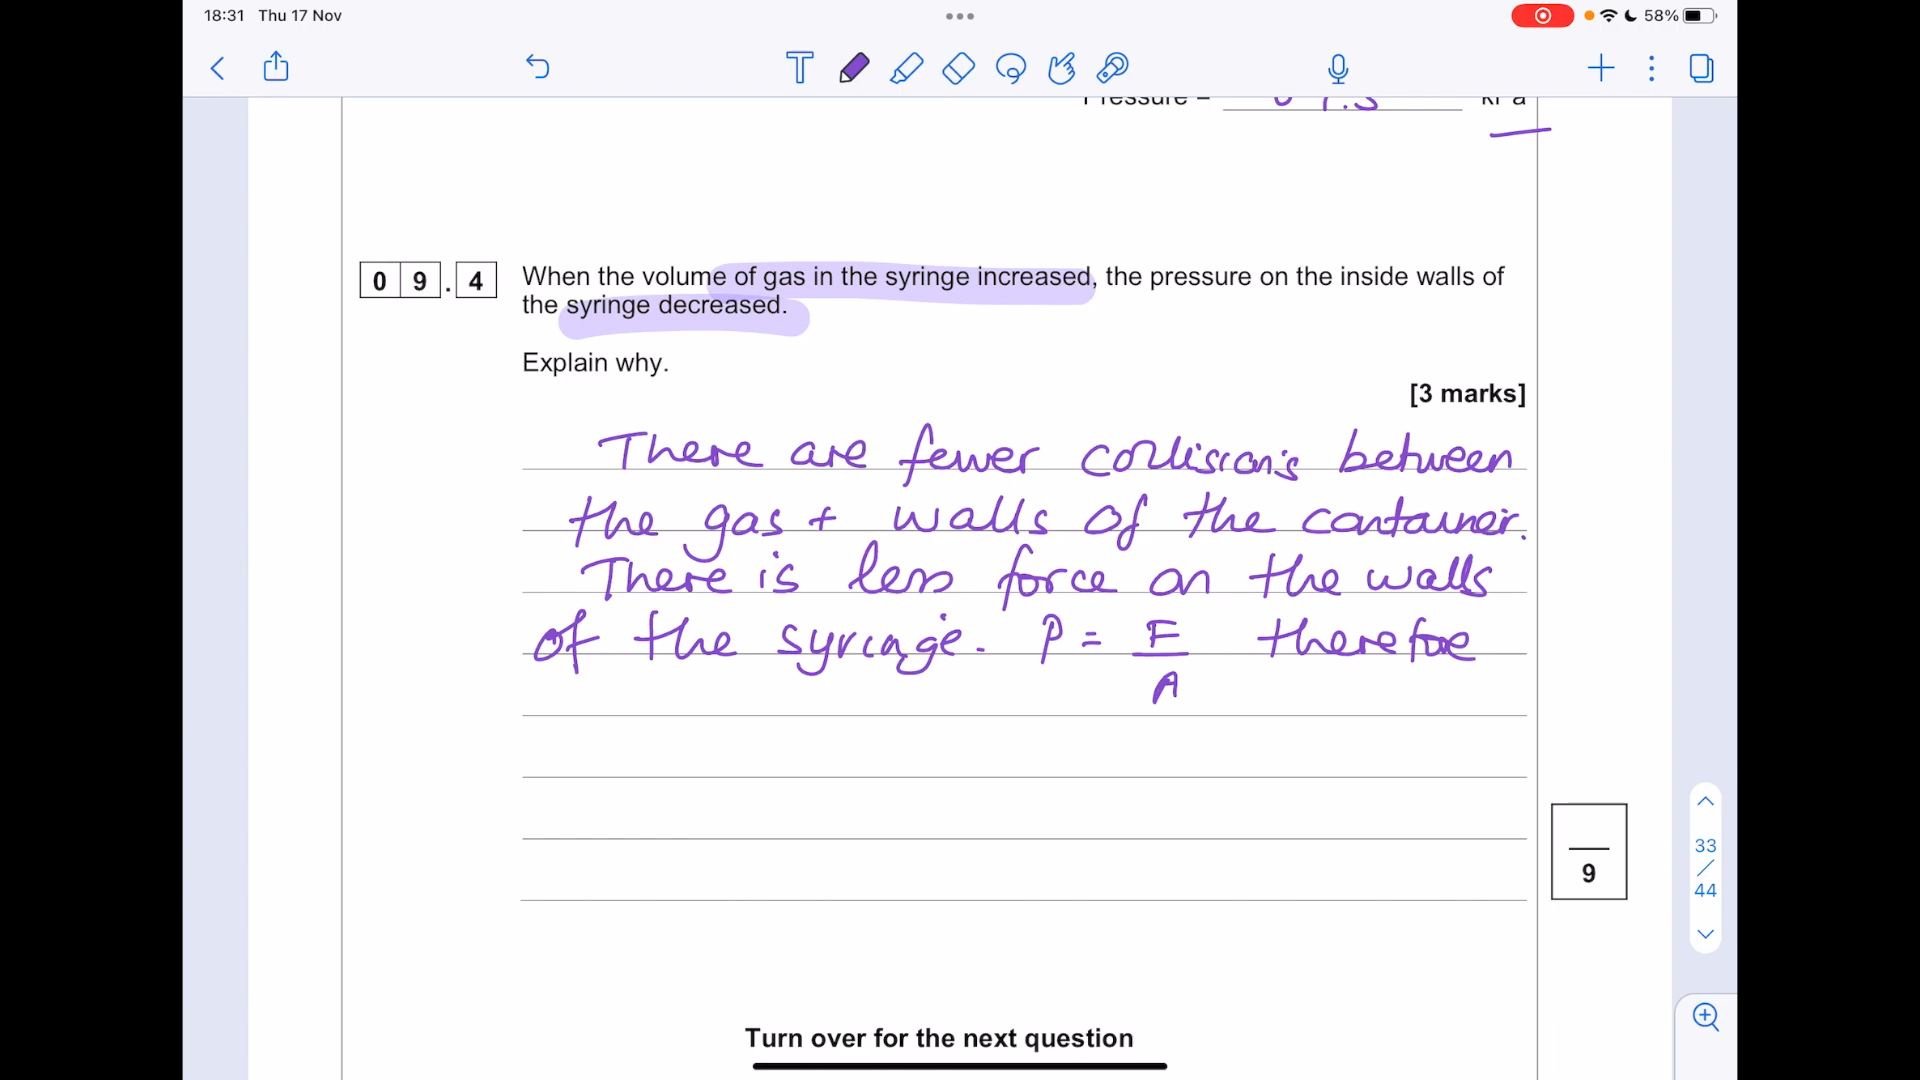 18:31 Thu 17 Nov
58%
T
Pressure = kPa
0 9 . 4 When the volume of gas in the syringe increased, the pressure on the inside walls of
the syringe decreased.
Explain why.
[3 marks]
There are fewer collisions between
the gas + walls of the container.
There is less force on the walls
of the syringe. P = F therefore
A
33
/
44
9
Turn over for the next question